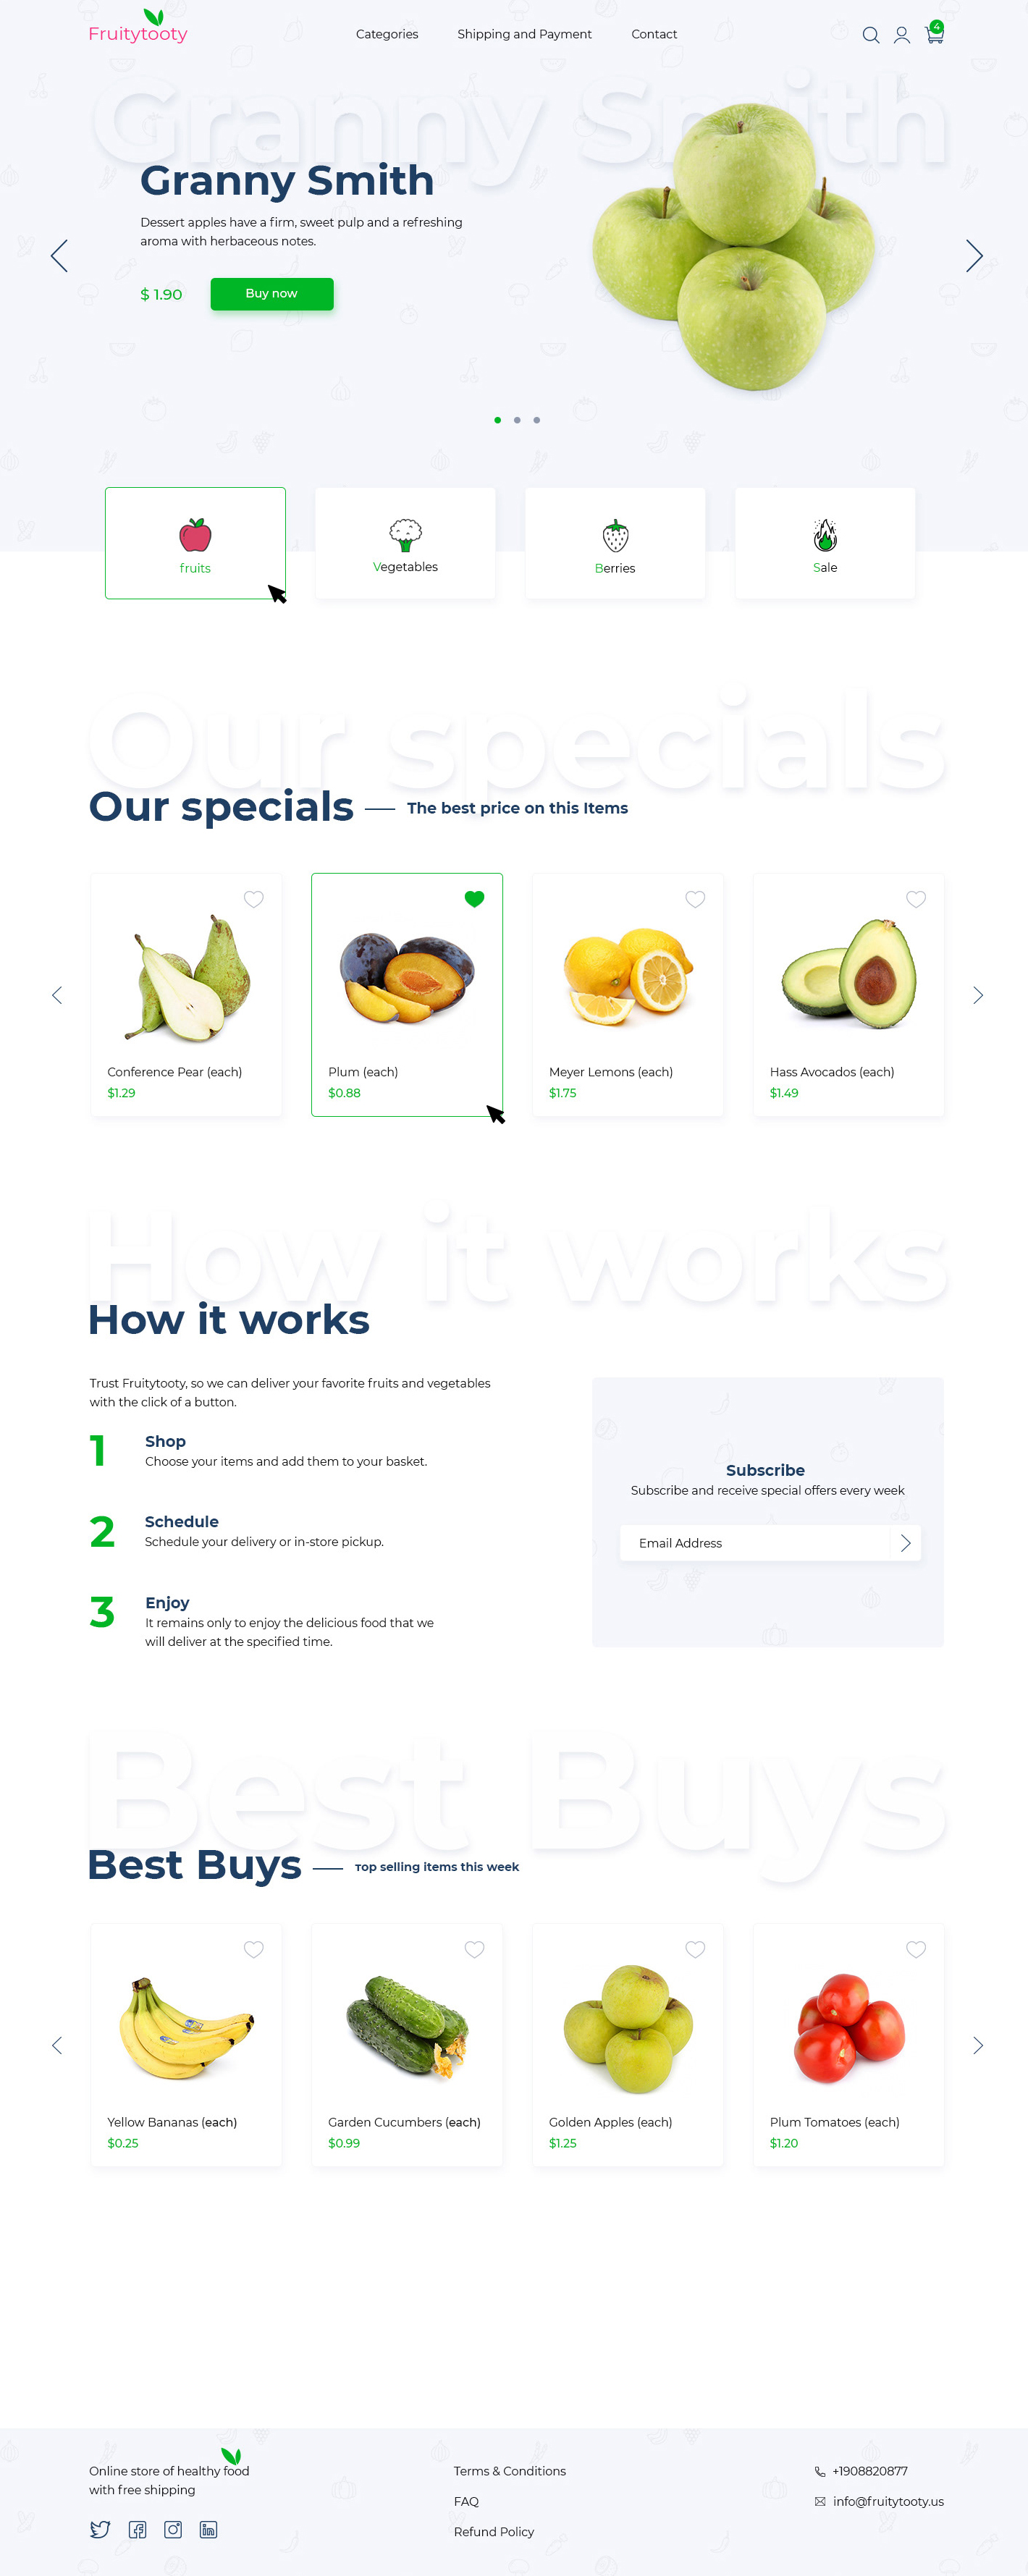 Fruitytooty
Categories
Shipping and Payment
Contact
4
Granny Smith
Granny Smith
Dessert apples have a firm, sweet pulp and a refreshing
aroma with herbaceous notes.
$ 1.90
Buy now
fruits
Vegetables
Berries
Sale
Our specials
Our specials
The best price on this Items
Conference Pear (each)
$1.29
Plum (each)
$0.88
Meyer Lemons (each)
$1.75
Hass Avocados (each)
$1.49
How it works
How it works
Trust Fruitytooty, so we can deliver your favorite fruits and vegetables
with the click of a button.
1
Shop
Choose your items and add them to your basket.
2
Schedule
Schedule your delivery or in-store pickup.
3
Enjoy
It remains only to enjoy the delicious food that we
will deliver at the specified time.
Subscribe
Subscribe and receive special offers every week
Email Address
Best Buys
Best Buys
тop selling items this week
Yellow Bananas (each)
$0.25
Garden Cucumbers (each)
$0.99
Golden Apples (each)
$1.25
Plum Tomatoes (each)
$1.20
Online store of healthy food
with free shipping
Terms & Conditions
FAQ
Refund Policy
+1908820877
info@fruitytooty.us